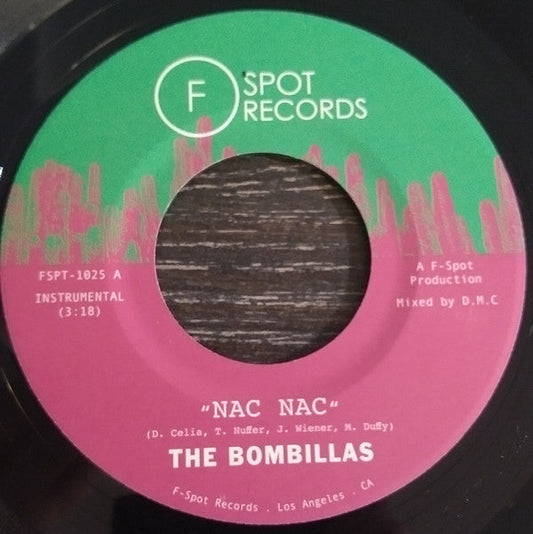 F
SPOT
RECORDS
FSPT-1025 A
INSTRUMENTAL
(3:18)
A F-Spot
Production
Mixed by D.M.C
"NAC NAC"
(D. Celia, T. Nuffer, J. Wiener, M. Duffy)
THE BOMBILLAS
F-Spot Records . Los Angeles . CA